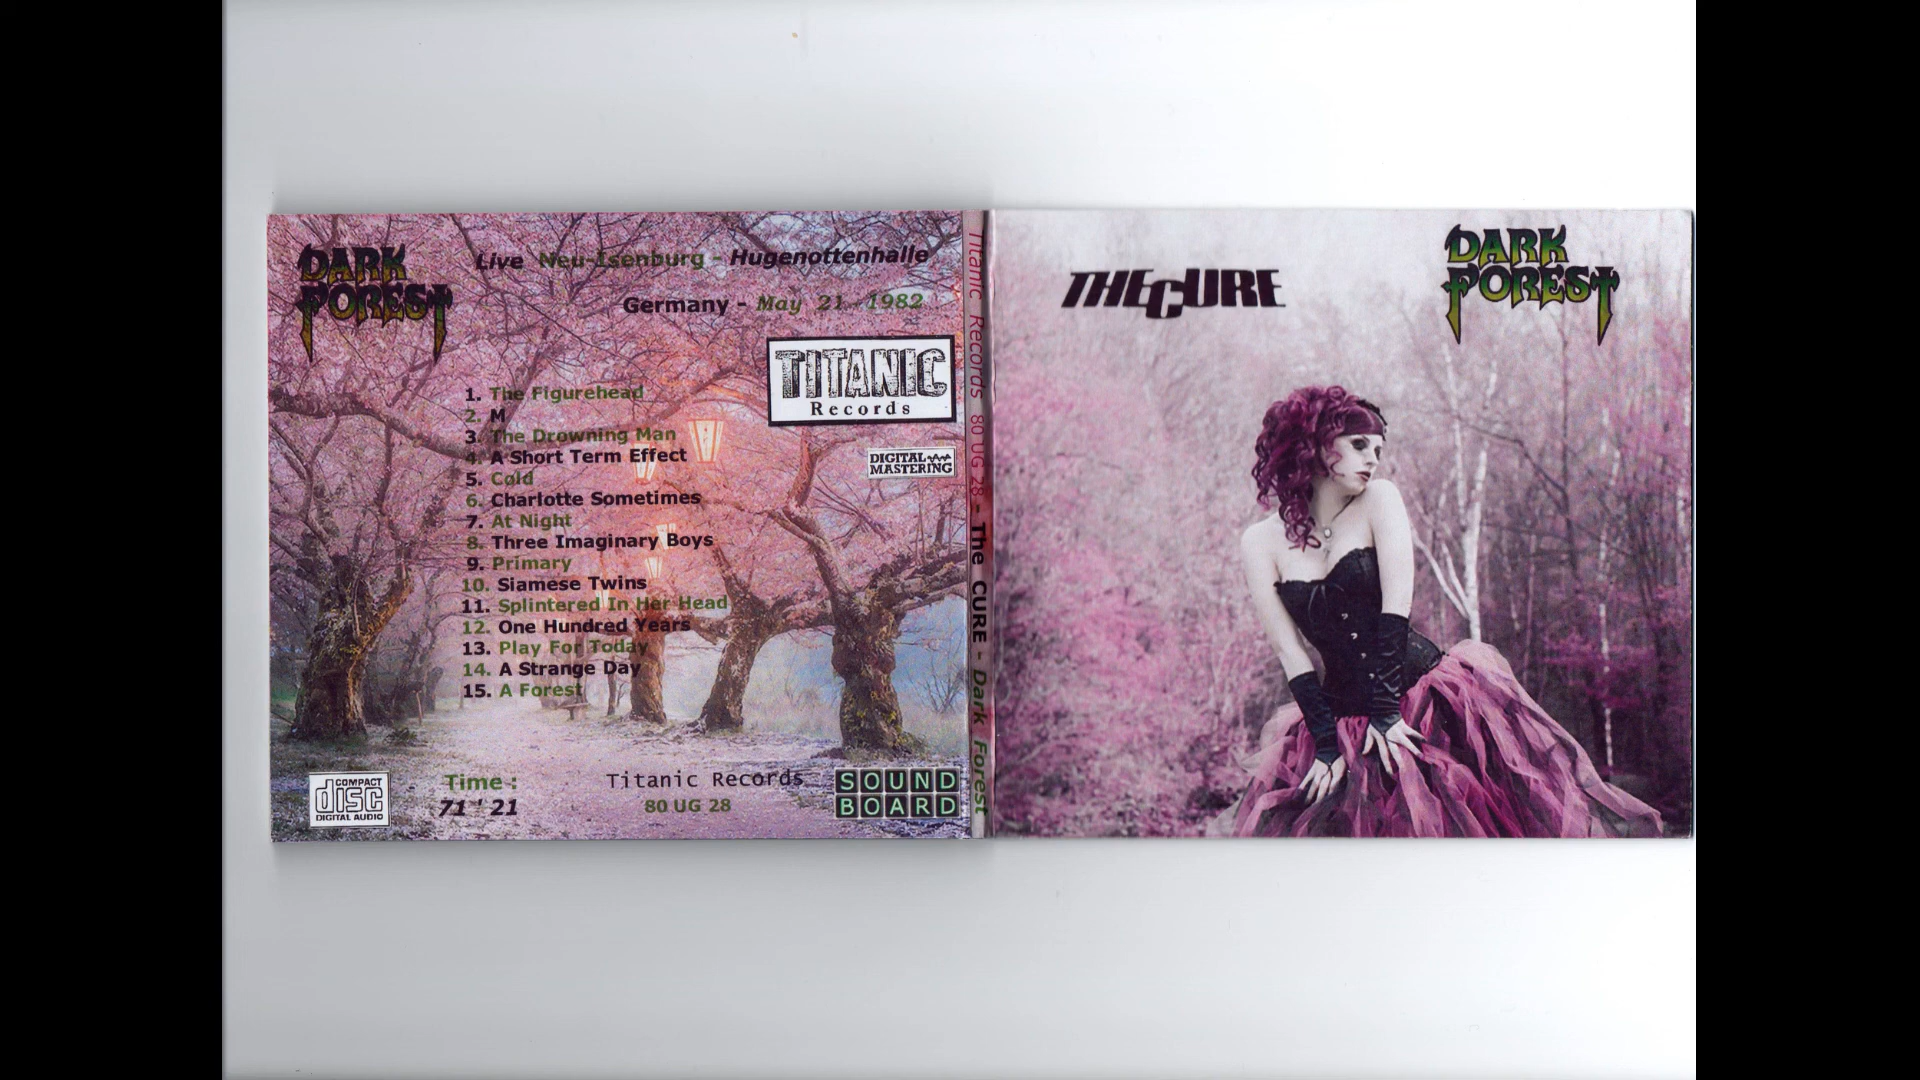 DARK
FOREST
Live Neu-Isenburg - Hugenottenhalle
Germany - May 21 1982
TITANIC
Records
DIGITAL
MASTERING
1. The Figurehead
2. M
3. The Drowning Man
4. A Short Term Effect
5. Cold
6. Charlotte Sometimes
7. At Night
8. Three Imaginary Boys
9. Primary
10. Siamese Twins
11. Splintered In Her Head
12. One Hundred Years
13. Play For Today
14. A Strange Day
15. A Forest
COMPACT
disc
DIGITAL AUDIO
Time :
71 ' 21
Titanic Records
80 UG 28
SOUND
BOARD
Titanic Records 80 UG 28 - The CURE - Dark Forest
THE CURE
DARK
FOREST